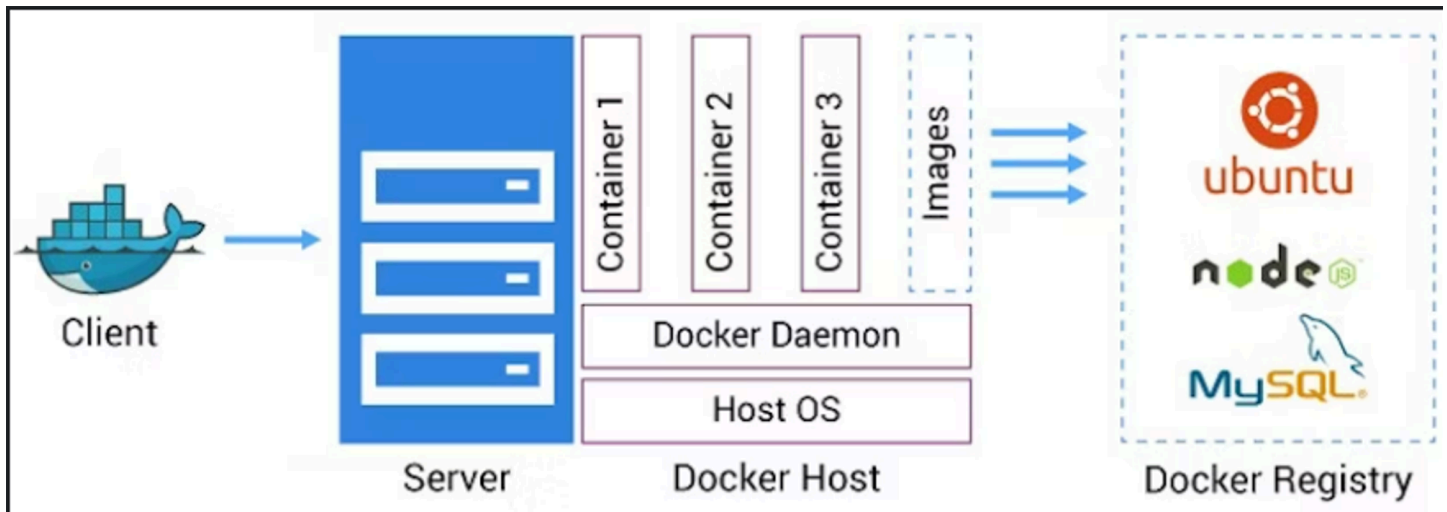 Client
Server
Container 1
Container 2
Container 3
Images
Docker Daemon
Host OS
Docker Host
ubuntu
node
JS
MySQL®
Docker Registry